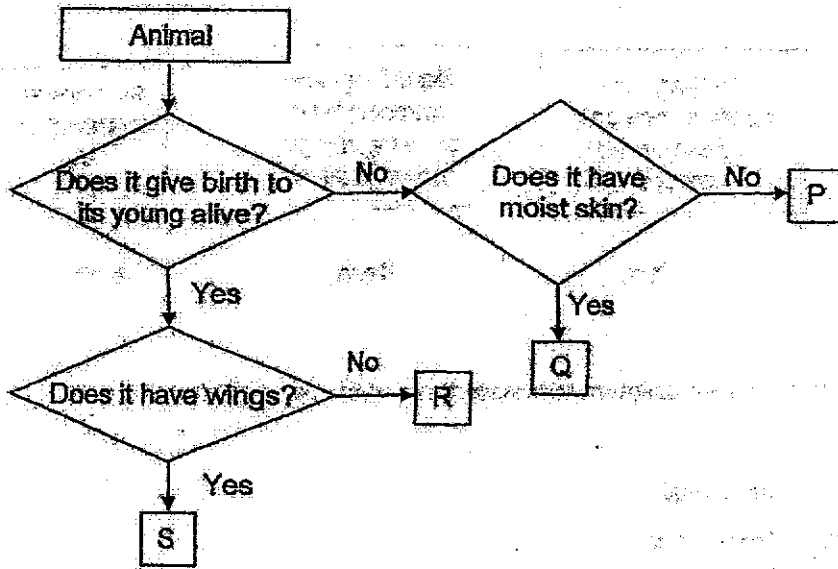 Animal
Does it give birth to
its young alive?
No
Does it have
moist skin?
No
P
Yes
Yes
Q
Does it have wings?
No
R
Yes
S